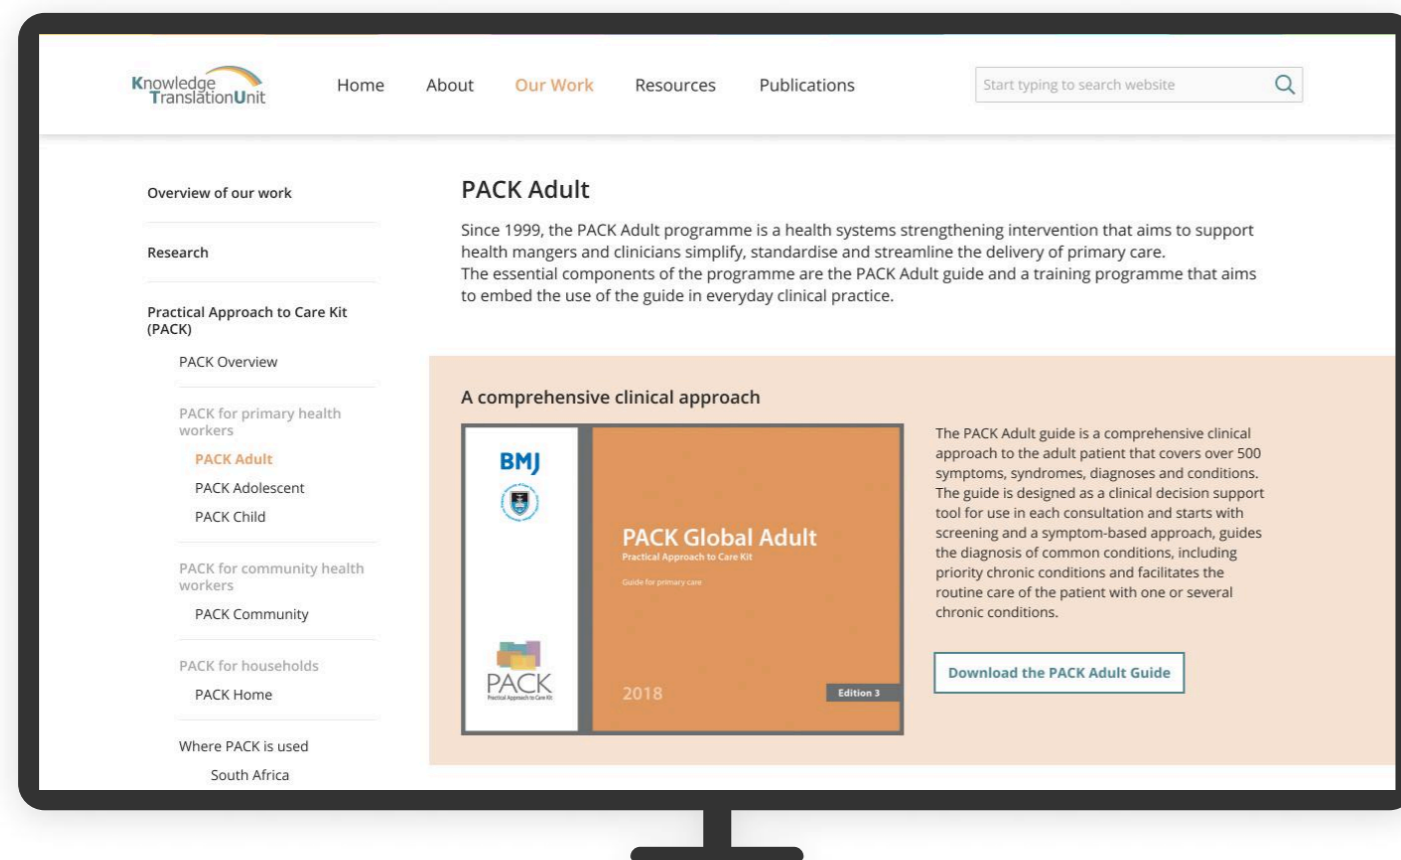 Knowledge
TranslationUnit
Home
About
Our Work
Resources
Publications
Start typing to search website
Overview of our work
Research
Practical Approach to Care Kit
(PACK)
PACK Overview
PACK for primary health
workers
PACK Adult
PACK Adolescent
PACK Child
PACK for community health
workers
PACK Community
PACK for households
PACK Home
Where PACK is used
South Africa
PACK Adult
Since 1999, the PACK Adult programme is a health systems strengthening intervention that aims to support
health mangers and clinicians simplify, standardise and streamline the delivery of primary care.
The essential components of the programme are the PACK Adult guide and a training programme that aims
to embed the use of the guide in everyday clinical practice.
A comprehensive clinical approach
BMJ
PACK
Practical Approach to Care Kit
PACK Global Adult
Practical Approach to Care Kit
Guide for primary care
2018
Edition 3
The PACK Adult guide is a comprehensive clinical
approach to the adult patient that covers over 500
symptoms, syndromes, diagnoses and conditions.
The guide is designed as a clinical decision support
tool for use in each consultation and starts with
screening and a symptom-based approach, guides
the diagnosis of common conditions, including
priority chronic conditions and facilitates the
routine care of the patient with one or several
chronic conditions.
Download the PACK Adult Guide